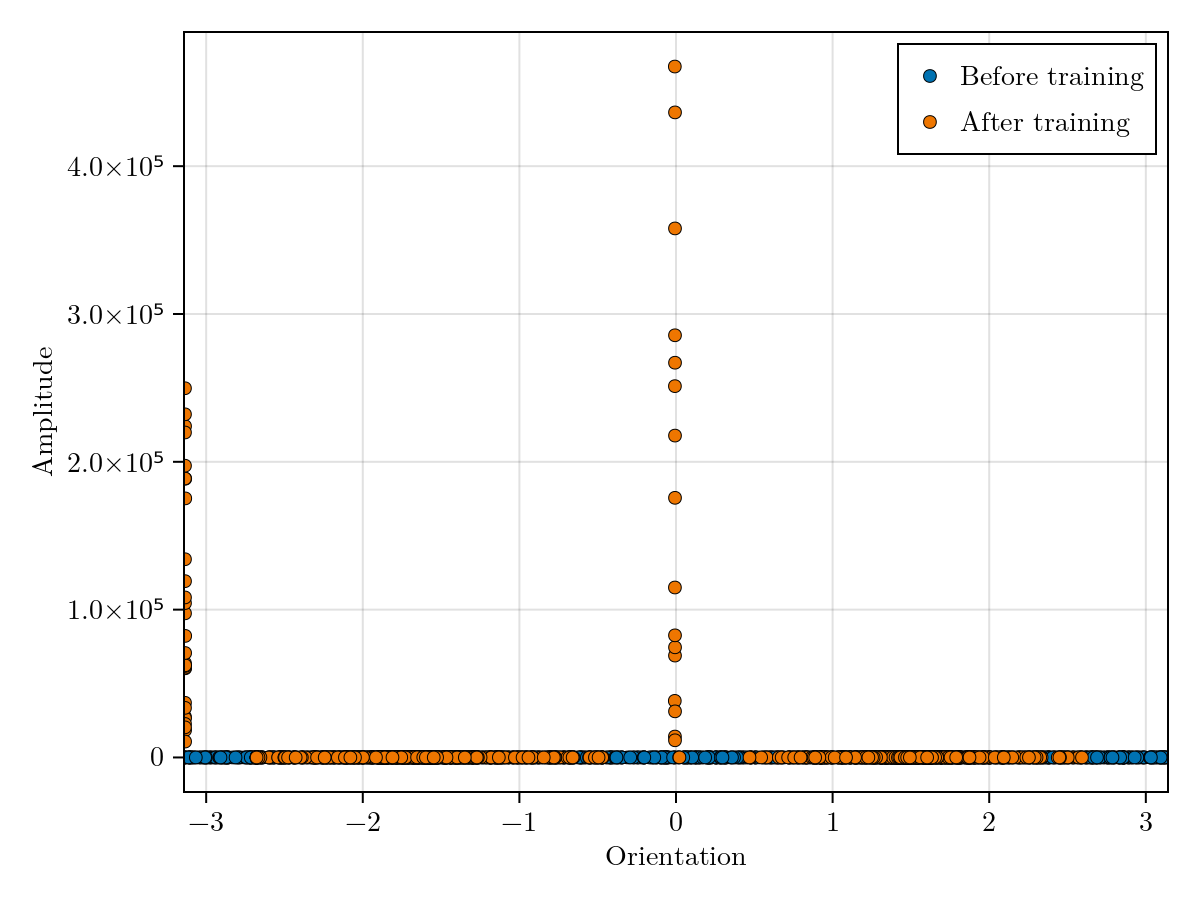 Before training
After training
4.0×10⁵
3.0×10⁵
2.0×10⁵
1.0×10⁵
0
Amplitude
−3 −2 −1 0 1 2 3
Orientation